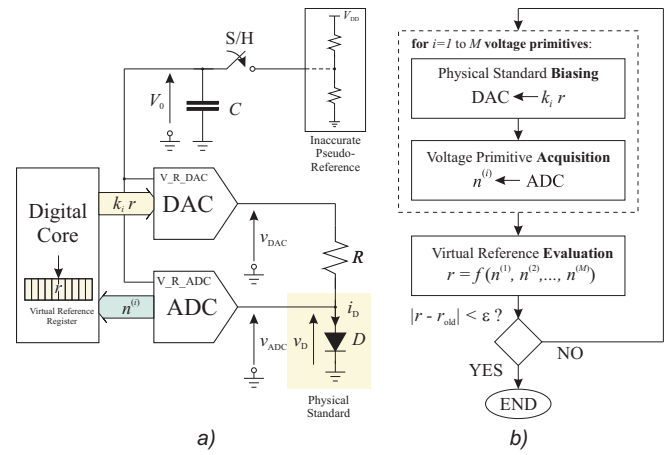 V_DD
S/H
V_0
C
Inaccurate
Pseudo-
Reference
Digital
Core
r
Virtual Reference
Register
k_i r
V_R_DAC
DAC
v_DAC
R
n^(i)
V_R_ADC
ADC
v_ADC
v_D
i_D
D
Physical
Standard
a)
for i=1 to M voltage primitives:
Physical Standard Biasing
DAC ← k_i r
Voltage Primitive Acquisition
n^(i) ← ADC
Virtual Reference Evaluation
r = f (n^(1), n^(2),..., n^(M))
|r - r_old| < ε ?
YES
NO
END
b)